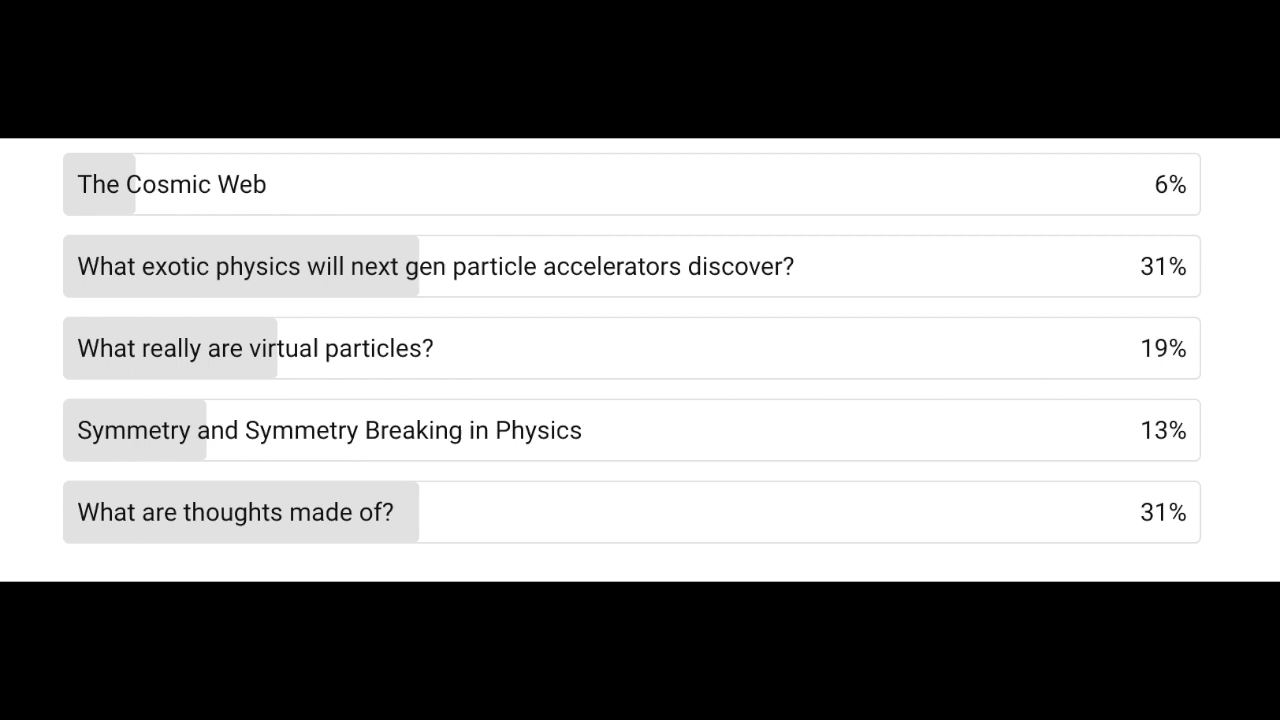 The Cosmic Web 6%
What exotic physics will next gen particle accelerators discover? 31%
What really are virtual particles? 19%
Symmetry and Symmetry Breaking in Physics 13%
What are thoughts made of? 31%